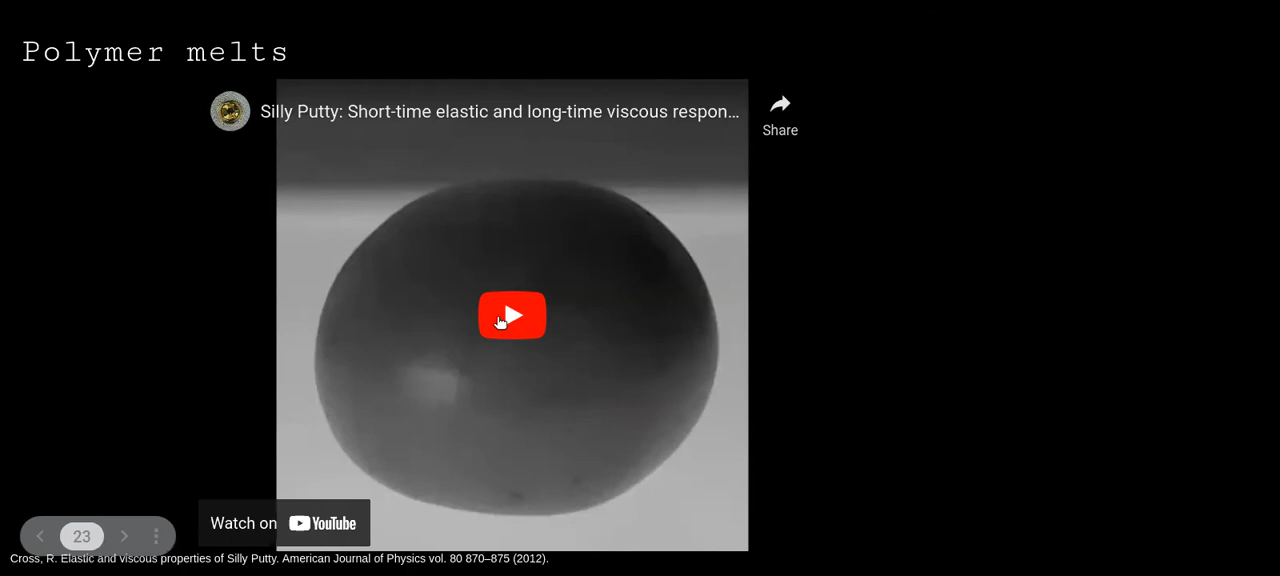 Polymer melts
Silly Putty: Short-time elastic and long-time viscous respon...
Share
Watch on YouTube
23
Cross, R. Elastic and viscous properties of Silly Putty. American Journal of Physics vol. 80 870–875 (2012).